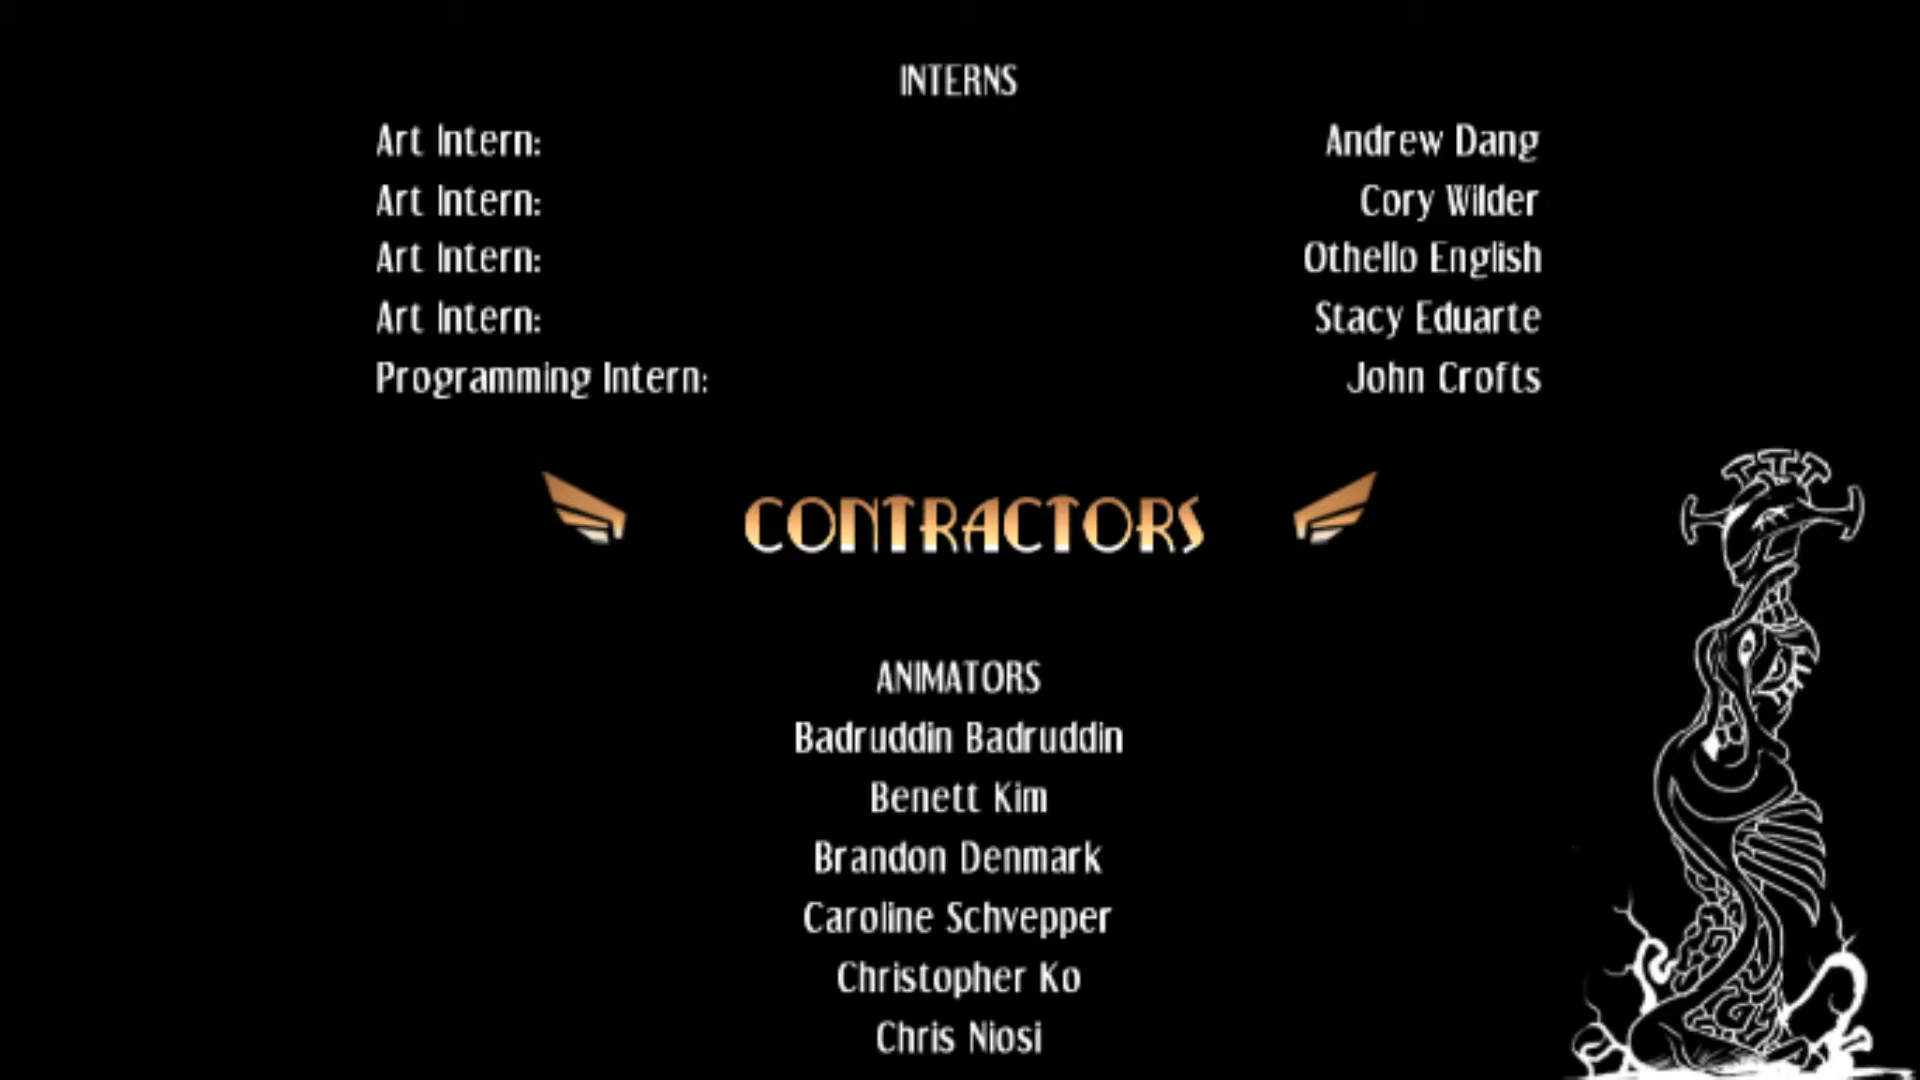 INTERNS
Art Intern: Andrew Dang
Art Intern: Cory Wilder
Art Intern: Othello English
Art Intern: Stacy Eduarte
Programming Intern: John Crofts
CONTRACTORS
ANIMATORS
Badruddin Badruddin
Benett Kim
Brandon Denmark
Caroline Schvepper
Christopher Ko
Chris Niosi